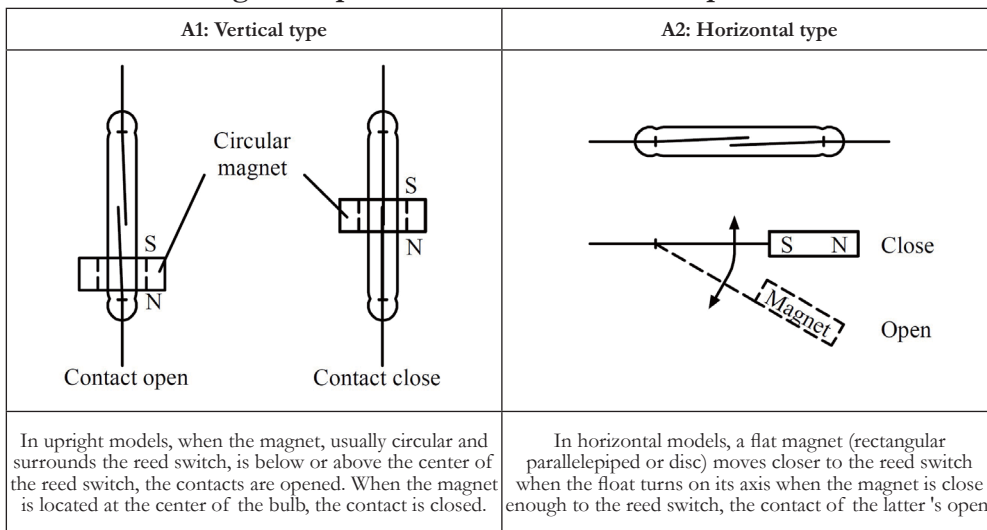 A1: Vertical type
A2: Horizontal type
Circular
magnet
S
N
Contact open
S
N
Contact close
S N Close
Magnet
Open
In upright models, when the magnet, usually circular and
surrounds the reed switch, is below or above the center of
the reed switch, the contacts are opened. When the magnet
is located at the center of the bulb, the contact is closed.
In horizontal models, a flat magnet (rectangular
parallelepiped or disc) moves closer to the reed switch
when the float turns on its axis when the magnet is close
enough to the reed switch, the contact of the latter 's open